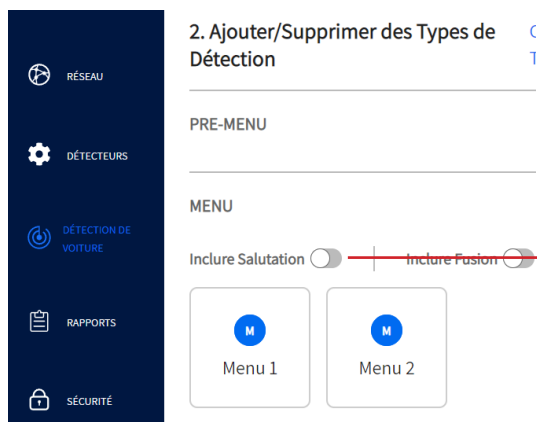 2. Ajouter/Supprimer des Types de
Détection
RÉSEAU
DÉTECTEURS
DÉTECTION DE
VOITURE
RAPPORTS
SÉCURITÉ
PRE-MENU
MENU
Inclure Salutation
Inclure Fusion
M
Menu 1
M
Menu 2